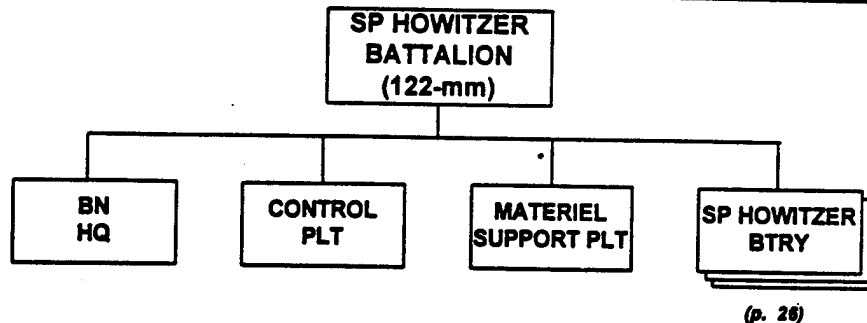 SP HOWITZER
BATTALION
(122-mm)
BN
HQ
CONTROL
PLT
MATERIEL
SUPPORT PLT
SP HOWITZER
BTRY
(p. 26)